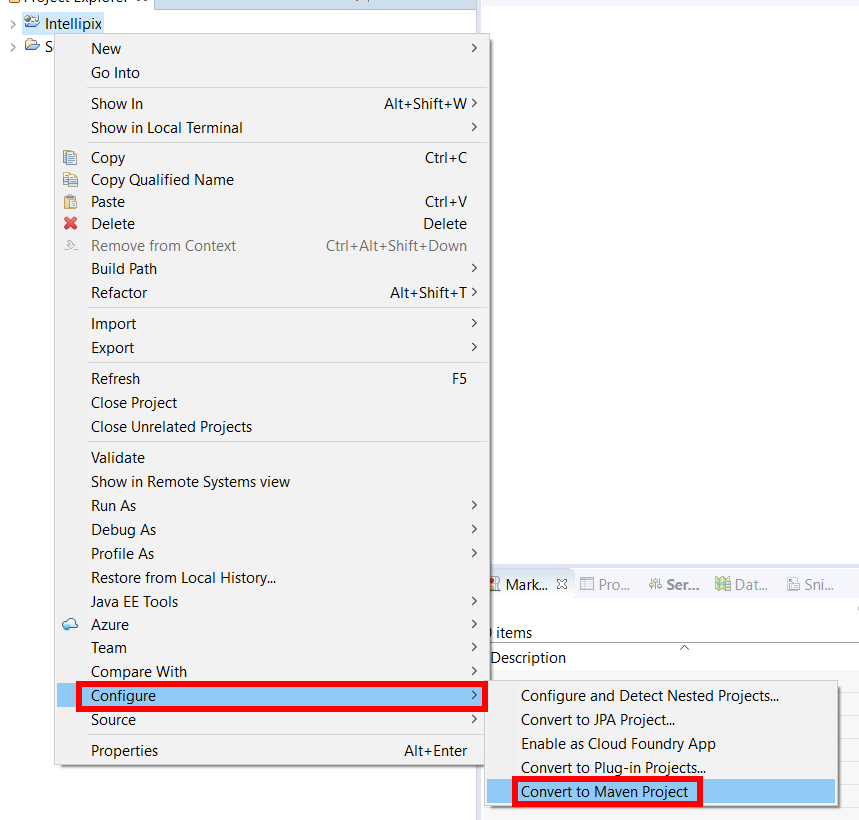 Project Explorer
Intellipix
S
New
Go Into
Show In Alt+Shift+W
Show in Local Terminal
Copy Ctrl+C
Copy Qualified Name
Paste Ctrl+V
Delete Delete
Remove from Context Ctrl+Alt+Shift+Down
Build Path
Refactor Alt+Shift+T
Import
Export
Refresh F5
Close Project
Close Unrelated Projects
Validate
Show in Remote Systems view
Run As
Debug As
Profile As
Restore from Local History...
Java EE Tools
Azure
Team
Compare With
Configure
Source
Properties Alt+Enter
Mark... Pro... Ser... Dat... Sni...
items
Description
Configure and Detect Nested Projects...
Convert to JPA Project...
Enable as Cloud Foundry App
Convert to Plug-in Projects...
Convert to Maven Project